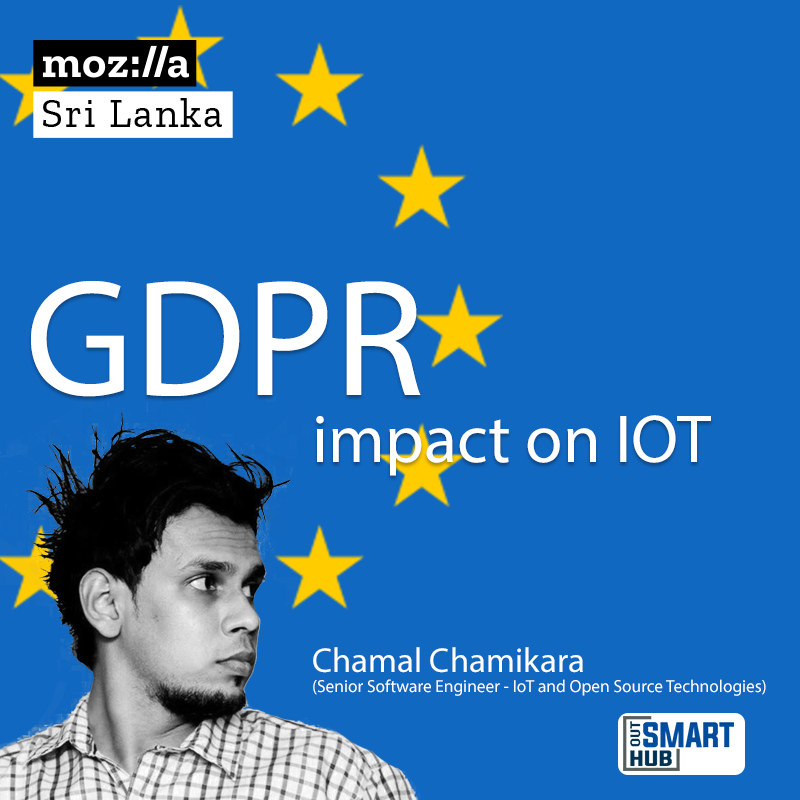 moz://a
Sri Lanka
GDPR
impact on IOT
Chamal Chamikara
(Senior Software Engineer - IoT and Open Source Technologies)
OUT
SMART
HUB